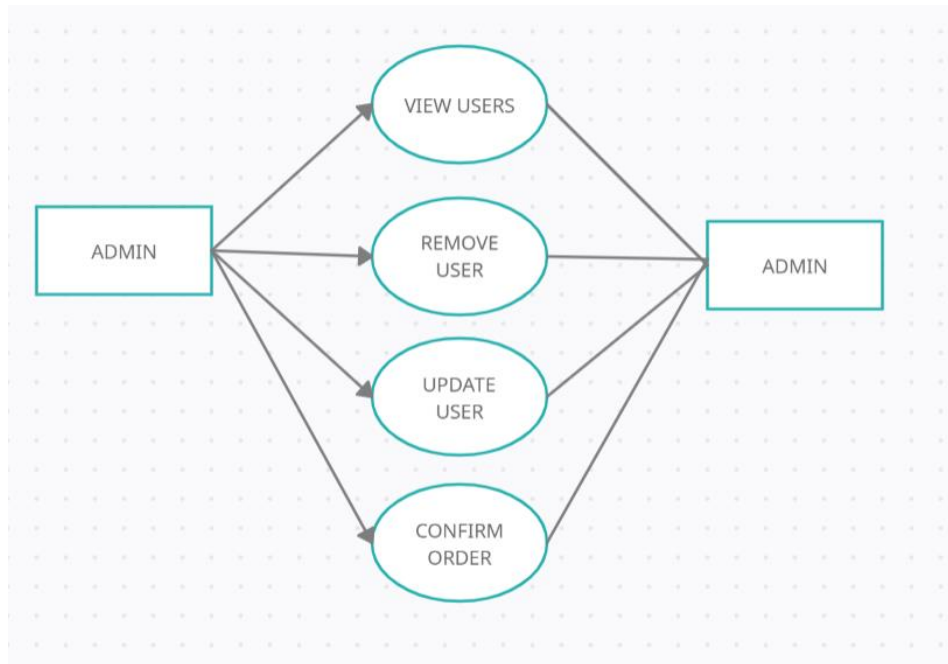 VIEW USERS
ADMIN
REMOVE
USER
ADMIN
UPDATE
USER
CONFIRM
ORDER